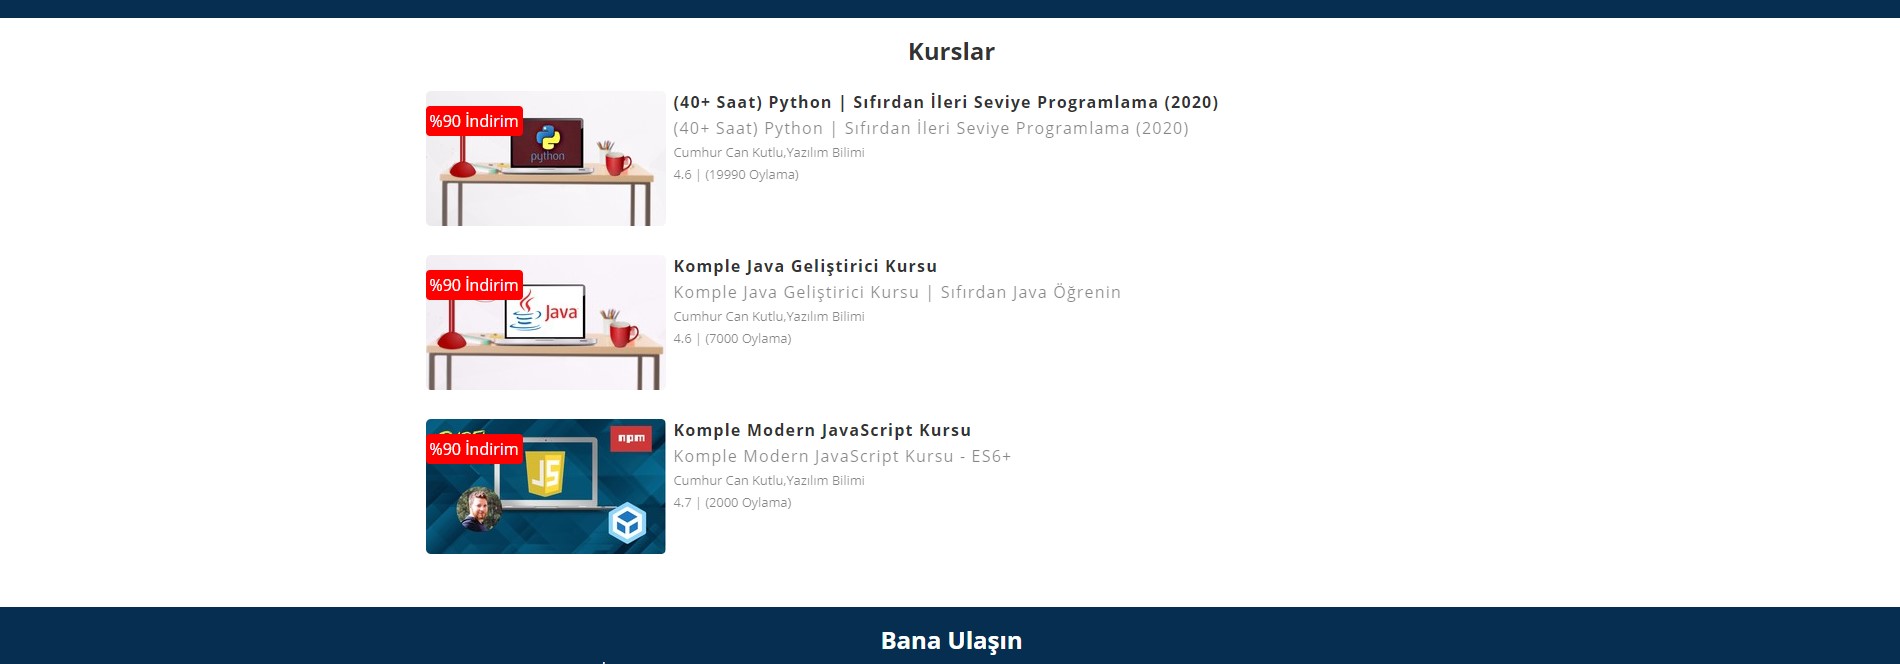 Kurslar
%90 İndirim
python
(40+ Saat) Python | Sıfırdan İleri Seviye Programlama (2020)
(40+ Saat) Python | Sıfırdan İleri Seviye Programlama (2020)
Cumhur Can Kutlu,Yazılım Bilimi
4.6 | (19990 Oylama)
%90 İndirim
Java
Komple Java Geliştirici Kursu
Komple Java Geliştirici Kursu | Sıfırdan Java Öğrenin
Cumhur Can Kutlu,Yazılım Bilimi
4.6 | (7000 Oylama)
%90 İndirim
npm
JS
Komple Modern JavaScript Kursu
Komple Modern JavaScript Kursu - ES6+
Cumhur Can Kutlu,Yazılım Bilimi
4.7 | (2000 Oylama)
Bana Ulaşın